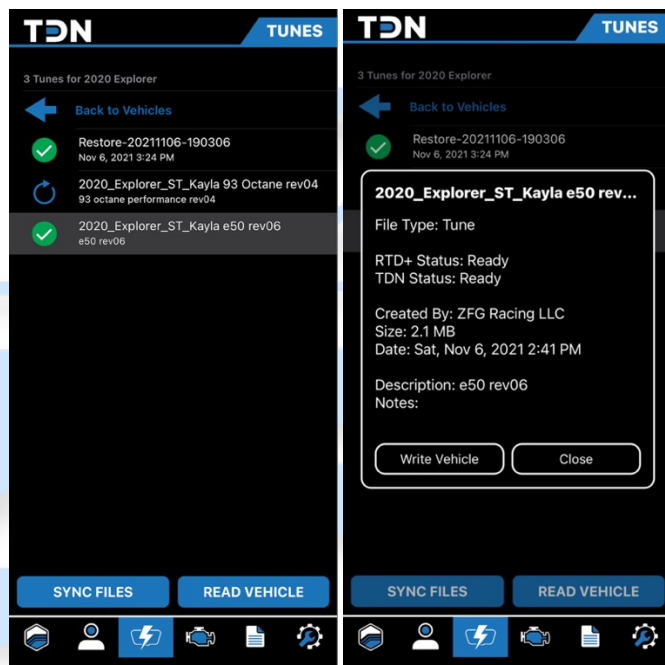 TDN
TUNES
3 Tunes for 2020 Explorer
Back to Vehicles
Restore-20211106-190306
Nov 6, 2021 3:24 PM
2020_Explorer_ST_Kayla 93 Octane rev04
93 octane performance rev04
2020_Explorer_ST_Kayla e50 rev06
e50 rev06
SYNC FILES
READ VEHICLE
TDN
TUNES
3 Tunes for 2020 Explorer
Back to Vehicles
Restore-20211106-190306
Nov 6, 2021 3:24 PM
2020_Explorer_ST_Kayla e50 rev...
File Type: Tune
RTD+ Status: Ready
TDN Status: Ready
Created By: ZFG Racing LLC
Size: 2.1 MB
Date: Sat, Nov 6, 2021 2:41 PM
Description: e50 rev06
Notes:
Write Vehicle
Close
SYNC FILES
READ VEHICLE